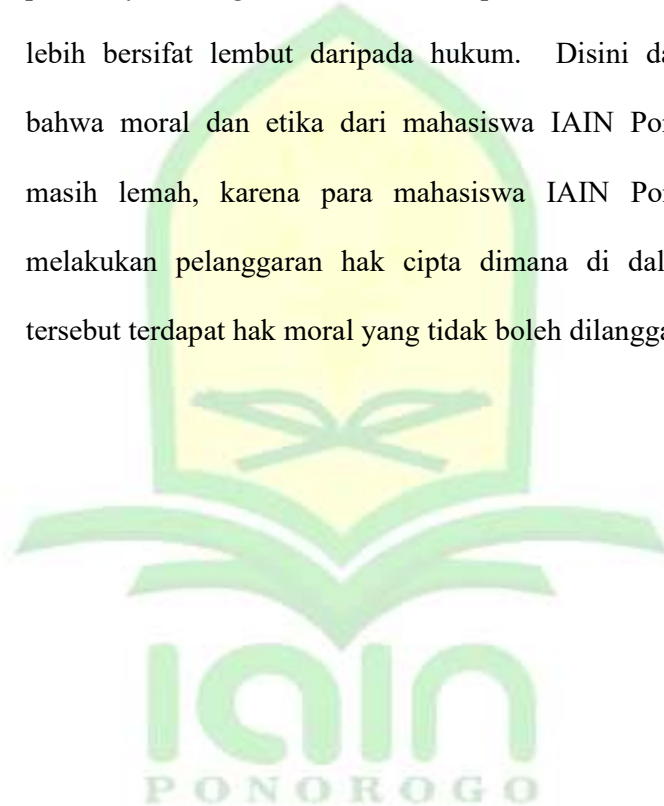 lebih bersifat lembut daripada hukum. Disini
bahwa moral dan etika dari mahasiswa IAIN
masih lemah, karena para mahasiswa IAIN
melakukan pelanggaran hak cipta dimana di
tersebut terdapat hak moral yang tidak boleh
IAIN
PONOROGO